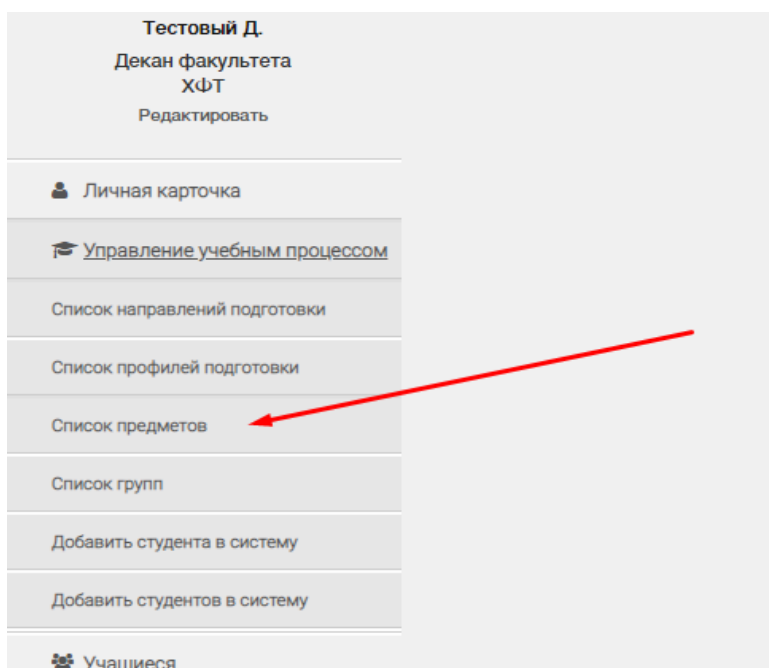 Тестовый Д.
Декан факультета
ХФТ
Редактировать
Личная карточка
Управление учебным процессом
Список направлений подготовки
Список профилей подготовки
Список предметов
Список групп
Добавить студента в систему
Добавить студентов в систему
Учащиеся